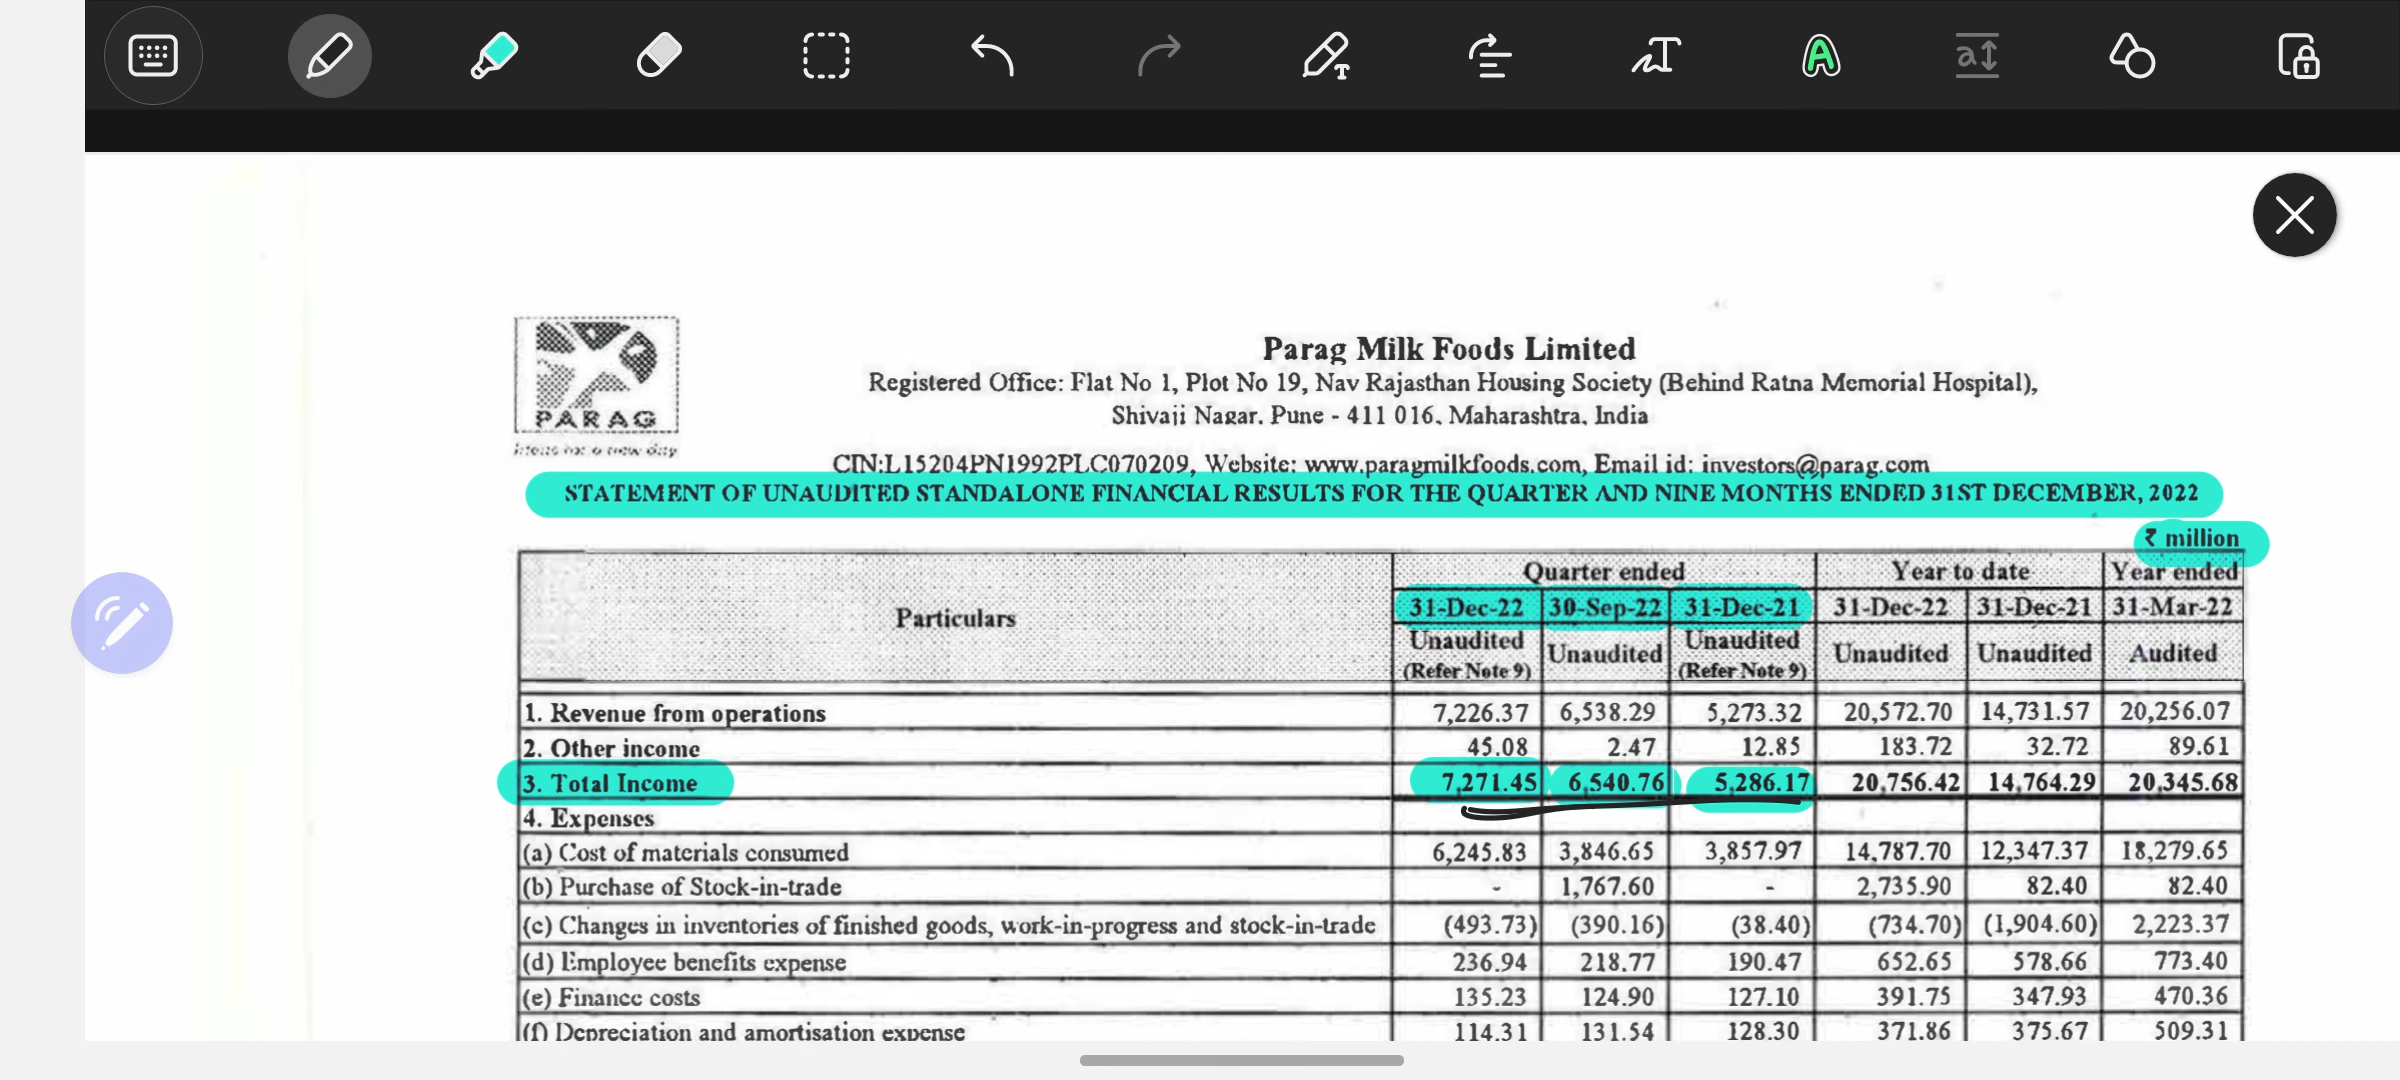 Parag Milk Foods Limited
Registered Office: Flat No 1, Plot No 19, Nav Rajasthan Housing Society (Behind Ratna Memorial Hospital),
Shivaji Nagar, Pune - 411 016, Maharashtra, India
PARAG
CIN:L15204PN1992PLC070209, Website: www.paragmilkfoods.com, Email id: investors@parag.com
STATEMENT OF UNAUDITED STANDALONE FINANCIAL RESULTS FOR THE QUARTER AND NINE MONTHS ENDED 31ST DECEMBER, 2022
₹ million
Particulars Quarter ended Year to date Year ended
31-Dec-22 30-Sep-22 31-Dec-21 31-Dec-22 31-Dec-21 31-Mar-22
Unaudited (Refer Note 9) Unaudited Unaudited (Refer Note 9) Unaudited Unaudited Audited
1. Revenue from operations 7,226.37 6,538.29 5,273.32 20,572.70 14,731.57 20,256.07
2. Other income 45.08 2.47 12.85 183.72 32.72 89.61
3. Total Income 7,271.45 6,540.76 5,286.17 20,756.42 14,764.29 20,345.68
4. Expenses
(a) Cost of materials consumed 6,245.83 3,846.65 3,857.97 14,787.70 12,347.37 18,279.65
(b) Purchase of Stock-in-trade - 1,767.60 - 2,735.90 82.40 82.40
(c) Changes in inventories of finished goods, work-in-progress and stock-in-trade (493.73) (390.16) (38.40) (734.70) (1,904.60) 2,223.37
(d) Employee benefits expense 236.94 218.77 190.47 652.65 578.66 773.40
(e) Finance costs 135.23 124.90 127.10 391.75 347.93 470.36
(f) Depreciation and amortisation expense 114.31 131.54 128.30 371.86 375.67 509.31